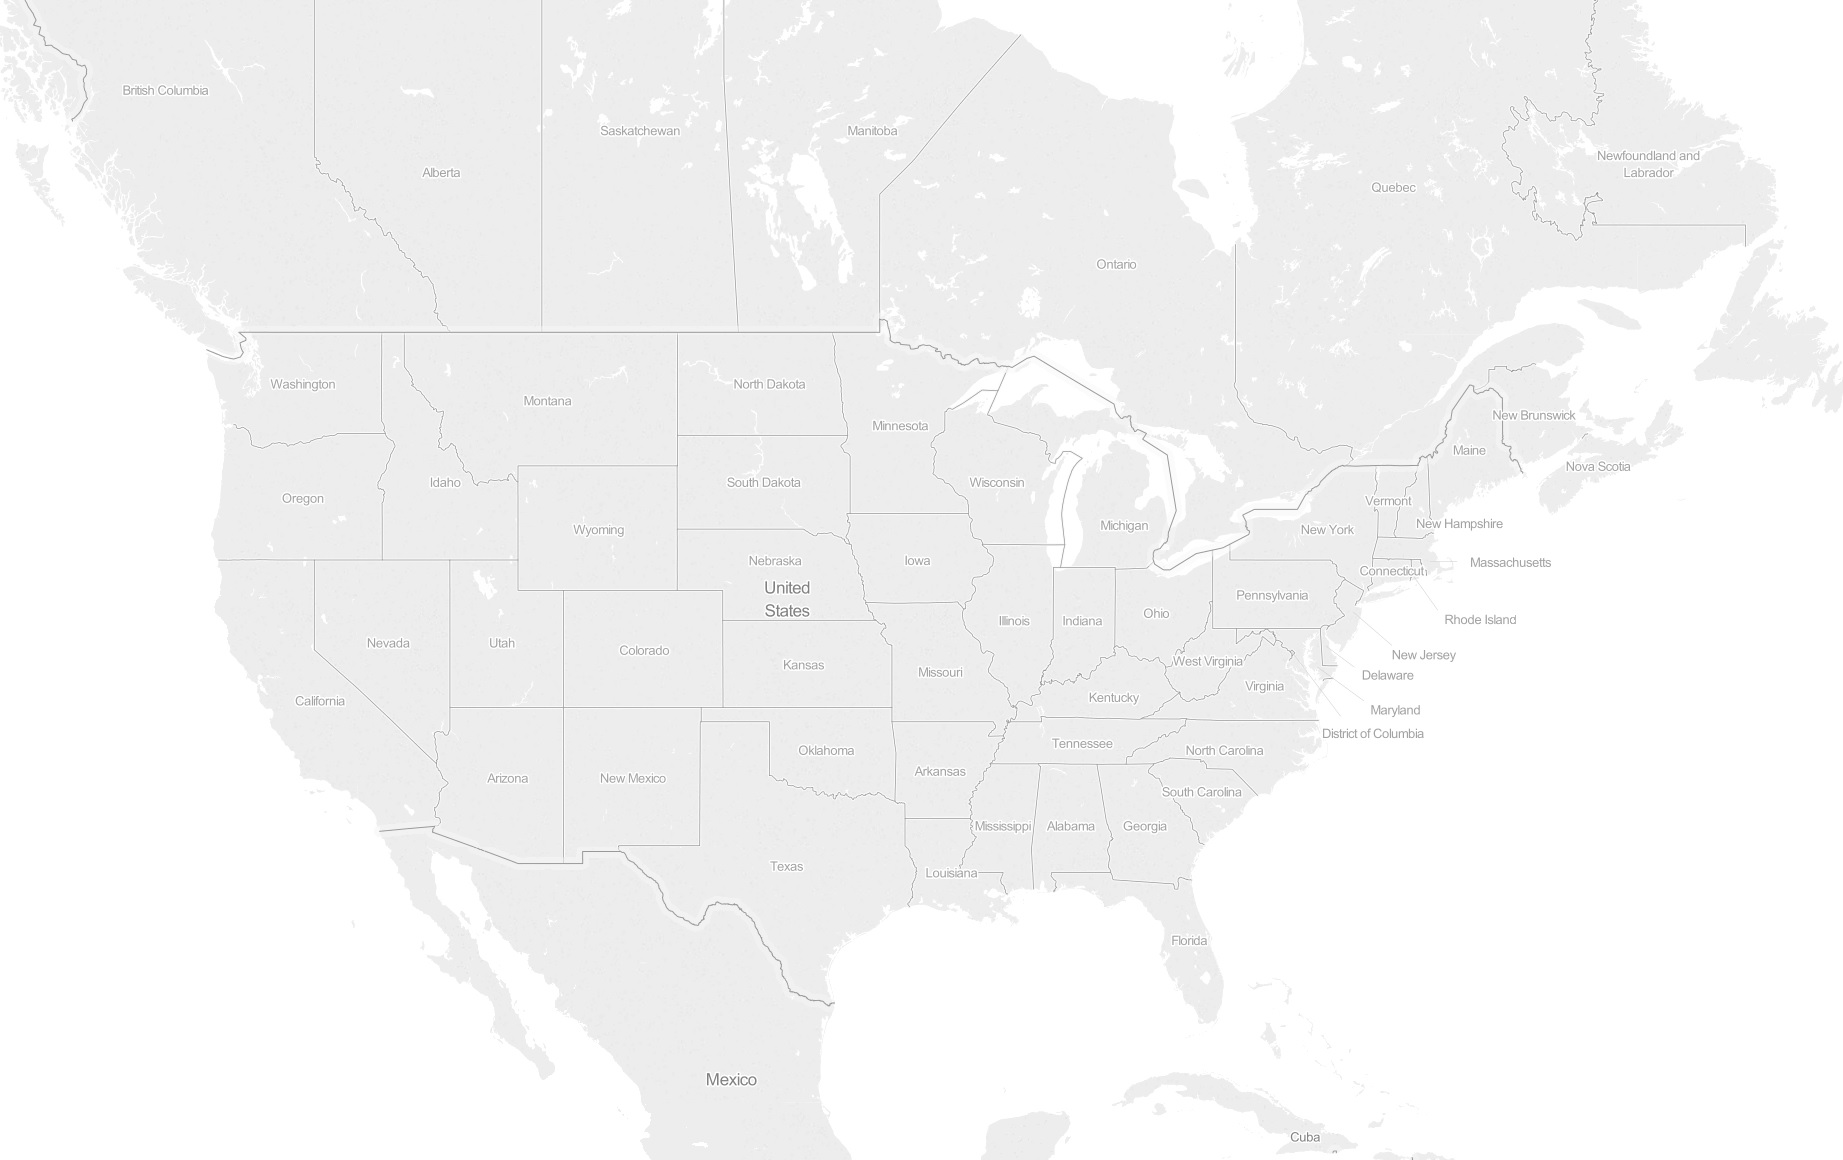 British Columbia
Alberta
Saskatchewan
Manitoba
Ontario
Quebec
Newfoundland and
Labrador
Washington
Montana
North Dakota
Minnesota
New Brunswick
Maine
Nova Scotia
Oregon
Idaho
South Dakota
Wisconsin
Michigan
Vermont
New Hampshire
Wyoming
New York
Nebraska
Iowa
Connecticut
Massachusetts
United
States
Pennsylvania
Rhode Island
Nevada
Utah
Colorado
Kansas
Missouri
Illinois
Indiana
Ohio
West Virginia
New Jersey
Delaware
California
Kentucky
Virginia
Maryland
District of Columbia
Arizona
New Mexico
Oklahoma
Arkansas
Tennessee
North Carolina
South Carolina
Mississippi
Alabama
Georgia
Texas
Louisiana
Florida
Mexico
Cuba